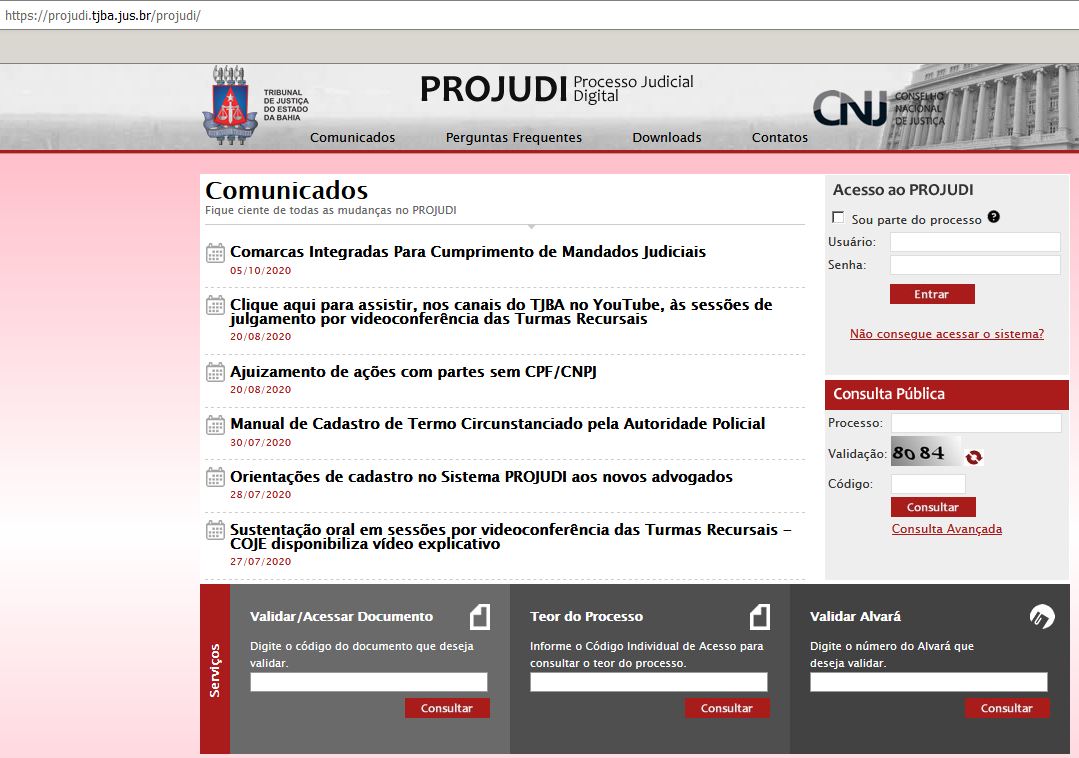 https://projudi.tjba.jus.br/projudi/
TRIBUNAL
DE JUSTIÇA
DO ESTADO
DA BAHIA
PROJUDI Processo Judicial
Digital
CNJ
CONSELHO
NACIONAL
DE JUSTIÇA
Comunicados Perguntas Frequentes Downloads Contatos
Comunicados
Fique ciente de todas as mudanças no PROJUDI
Comarcas Integradas Para Cumprimento de Mandados Judiciais
05/10/2020
Clique aqui para assistir, nos canais do TJBA no YouTube, às sessões de
julgamento por videoconferência das Turmas Recursais
20/08/2020
Ajuizamento de ações com partes sem CPF/CNPJ
20/08/2020
Manual de Cadastro de Termo Circunstanciado pela Autoridade Policial
30/07/2020
Orientações de cadastro no Sistema PROJUDI aos novos advogados
28/07/2020
Sustentação oral em sessões por videoconferência das Turmas Recursais –
COJE disponibiliza vídeo explicativo
27/07/2020
Acesso ao PROJUDI
Sou parte do processo ?
Usuário:
Senha:
Entrar
Não consegue acessar o sistema?
Consulta Pública
Processo:
Validação: 8084
Código:
Consultar
Consulta Avançada
Serviços
Validar/Acessar Documento
Digite o código do documento que deseja
validar.
Consultar
Teor do Processo
Informe o Código Individual de Acesso para
consultar o teor do processo.
Consultar
Validar Alvará
Digite o número do Alvará que
deseja validar.
Consultar